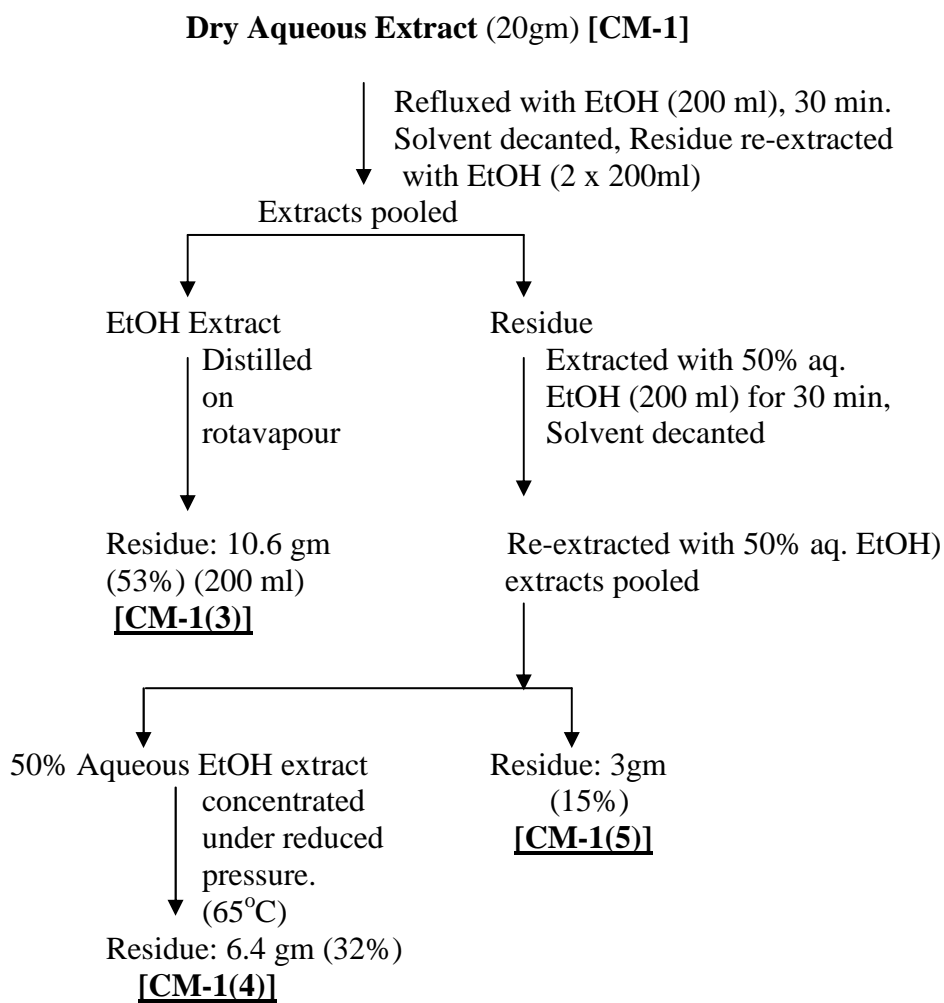 Dry Aqueous Extract (20gm) [CM-1]
Refluxed with EtOH (200 ml), 30 min.
Solvent decanted, Residue re-extracted
with EtOH (2 x 200ml)
Extracts pooled
EtOH Extract
Distilled
on
rotavapour
Residue: 10.6 gm
(53%) (200 ml)
[CM-1(3)]
Residue
Extracted with 50% aq.
EtOH (200 ml) for 30 min,
Solvent decanted
Re-extracted with 50% aq. EtOH)
extracts pooled
50% Aqueous EtOH extract
concentrated
under reduced
pressure.
(65°C)
Residue: 6.4 gm (32%)
[CM-1(4)]
Residue: 3gm
(15%)
[CM-1(5)]